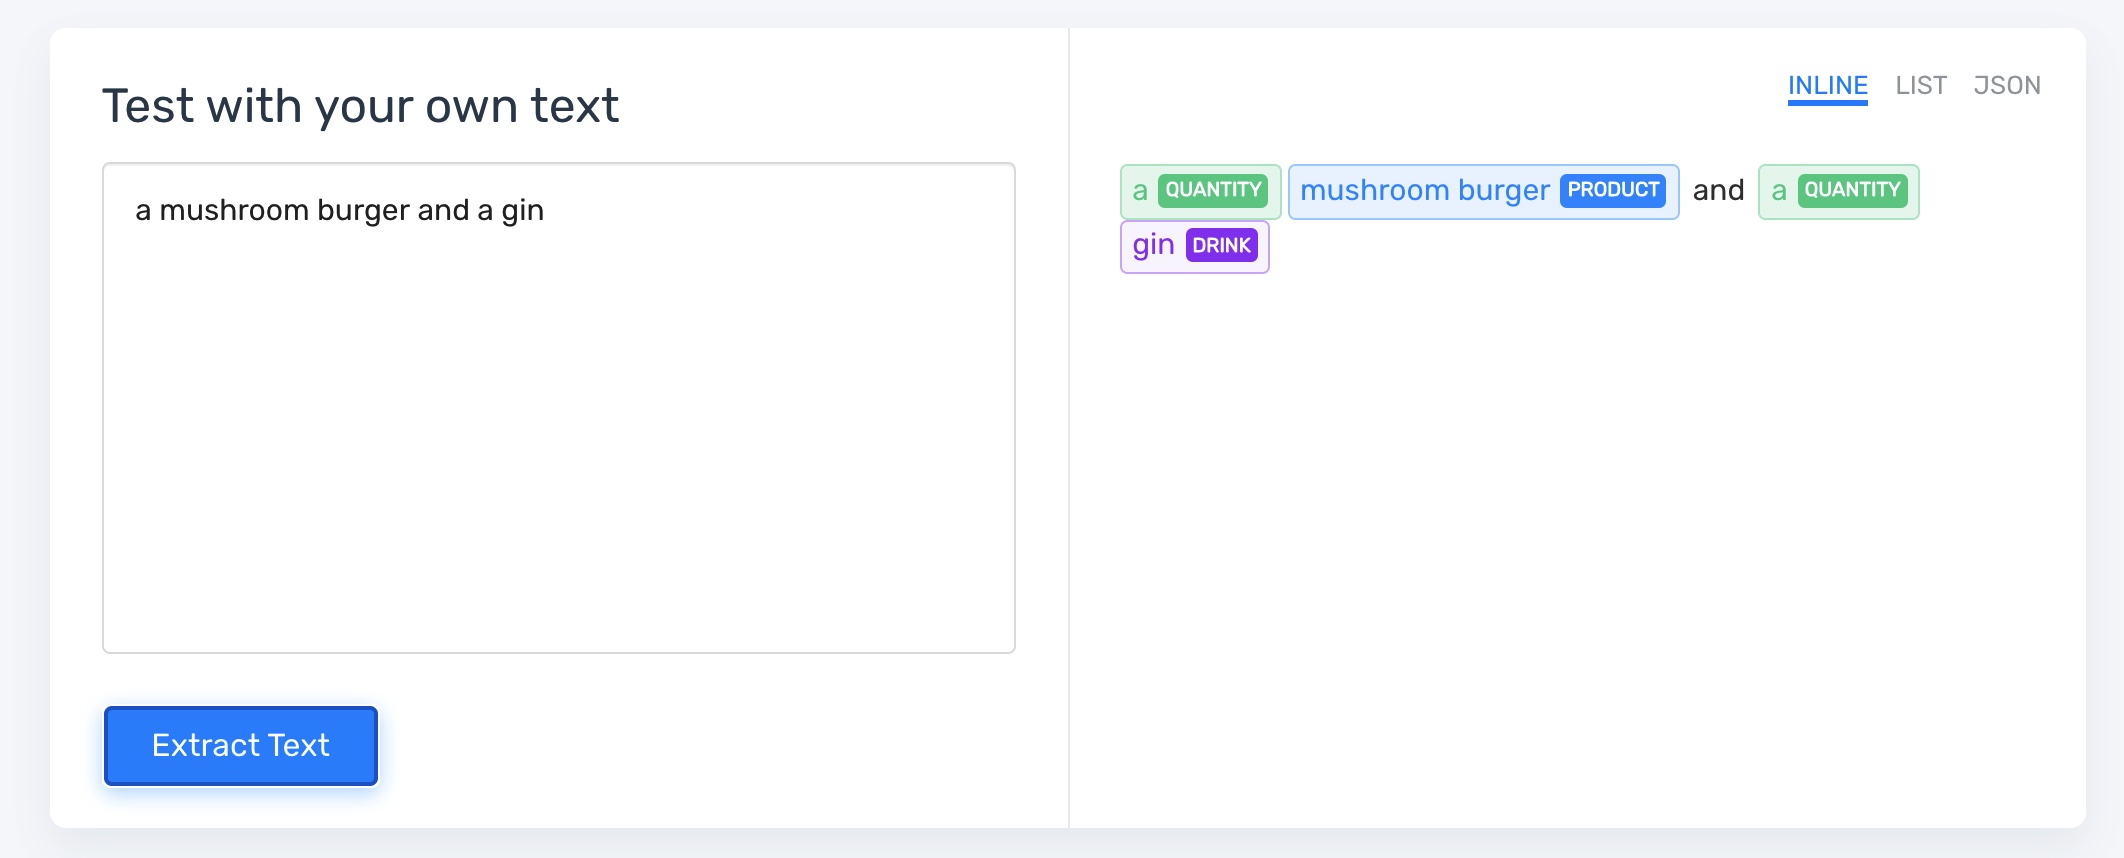 Test with your own text
a mushroom burger and a gin
Extract Text
INLINE LIST JSON
a QUANTITY mushroom burger PRODUCT and a QUANTITY
gin DRINK